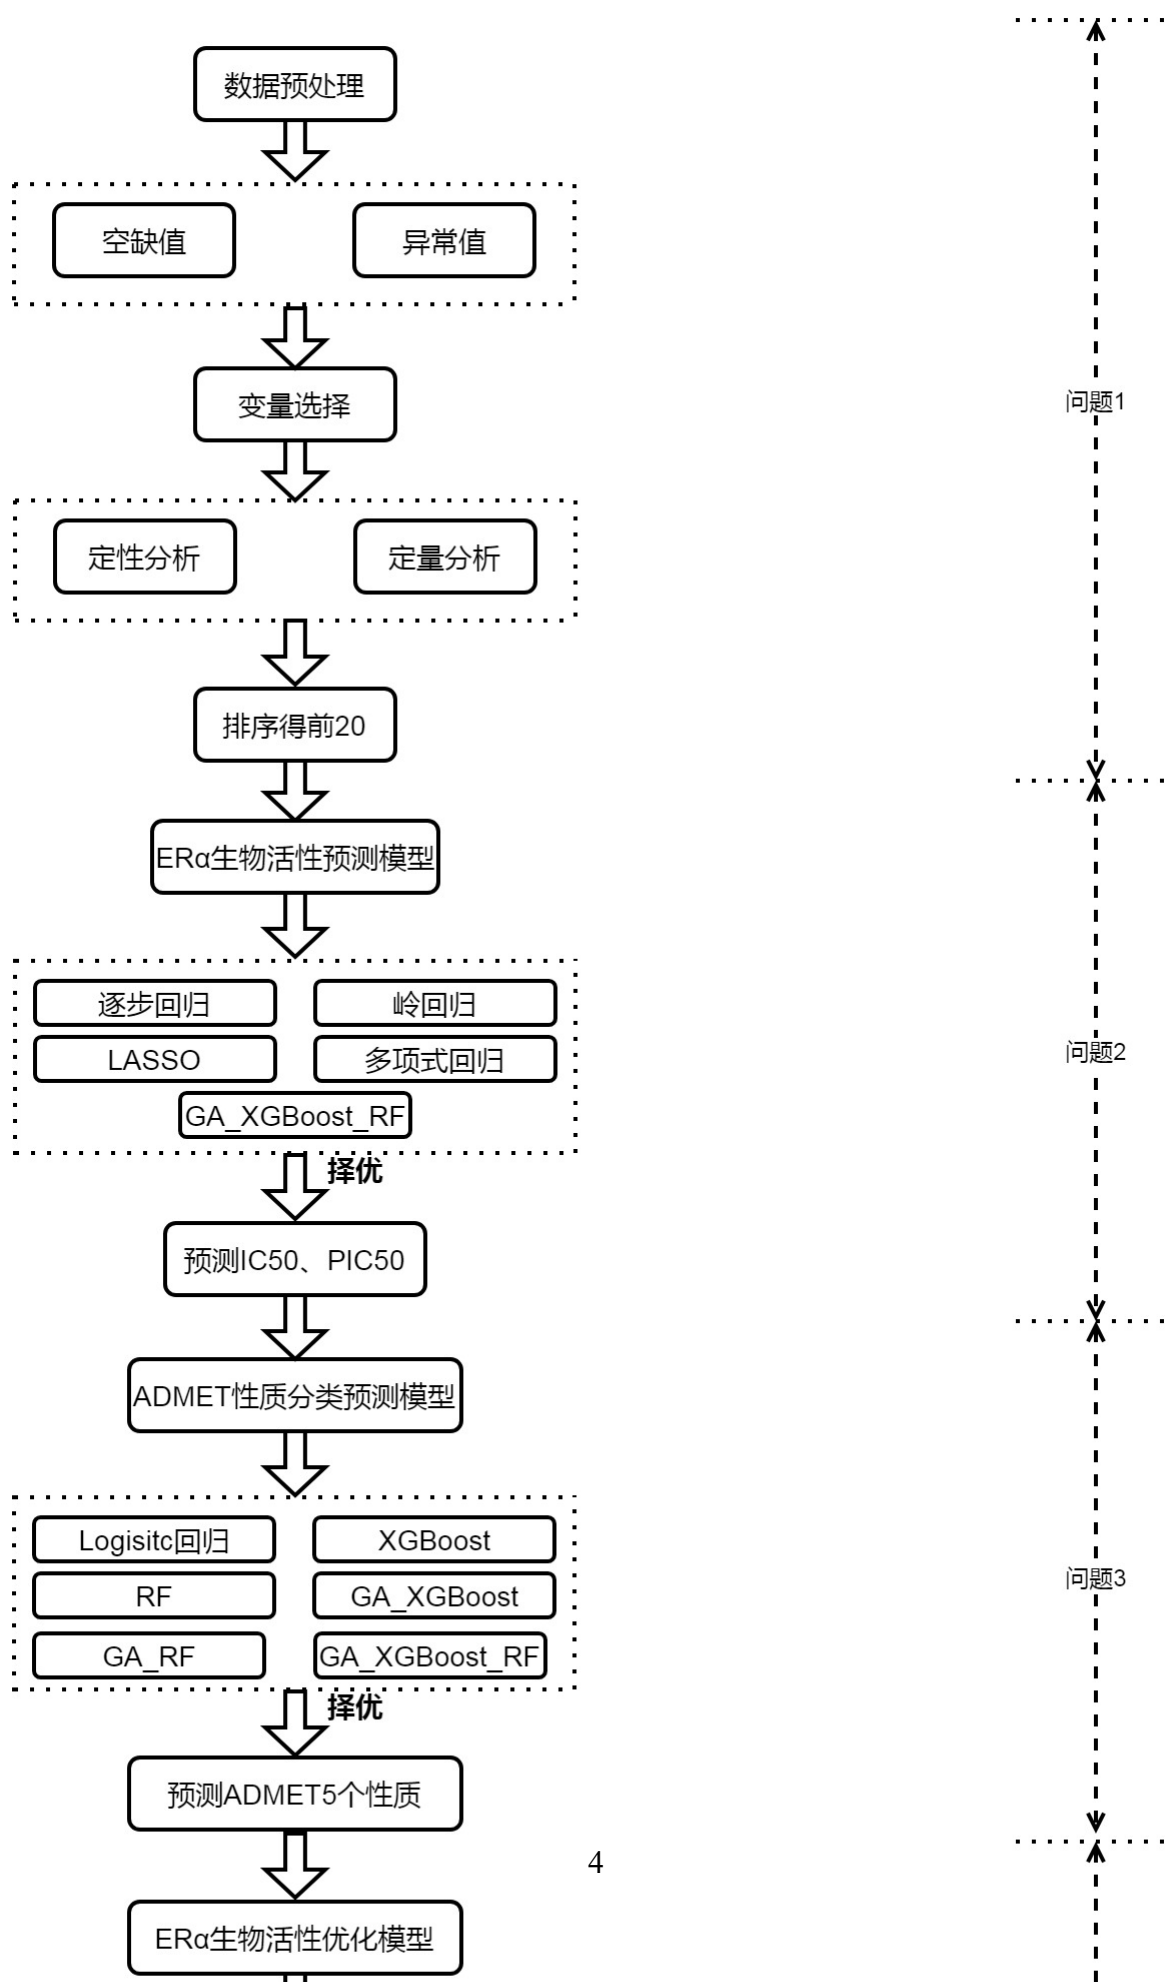 数据预处理
空缺值 异常值
变量选择
问题1
定性分析 定量分析
排序得前20
ERα生物活性预测模型
逐步回归 岭回归
LASSO 多项式回归
问题2
GA_XGBoost_RF
择优
预测IC50、PIC50
ADMET性质分类预测模型
Logisitc回归 XGBoost
RF GA_XGBoost
问题3
GA_RF GA_XGBoost_RF
择优
预测ADMET5个性质
4
ERα生物活性优化模型